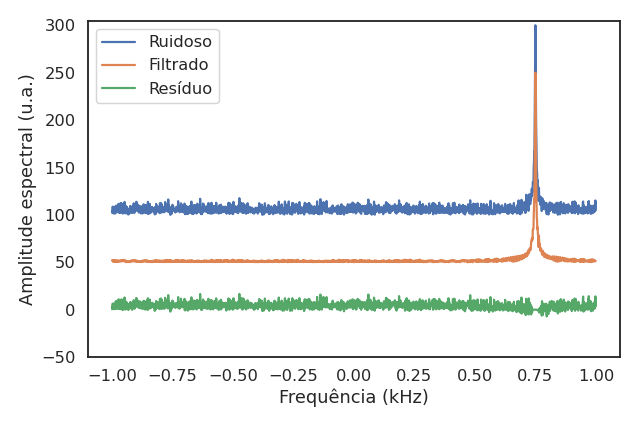 Ruidoso
Filtrado
Resíduo
Amplitude espectral (u.a.)
300
250
200
150
100
50
0
−50
−1.00 −0.75 −0.50 −0.25 0.00 0.25 0.50 0.75 1.00
Frequência (kHz)